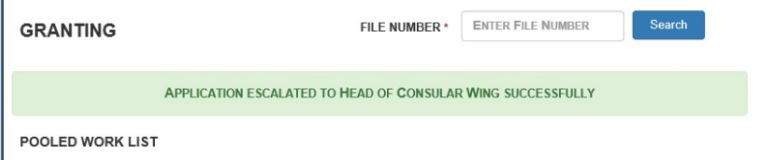 GRANTING
FILE NUMBER * ENTER FILE NUMBER Search
APPLICATION ESCALATED TO HEAD OF CONSULAR WING SUCCESSFULLY
POOLED WORK LIST